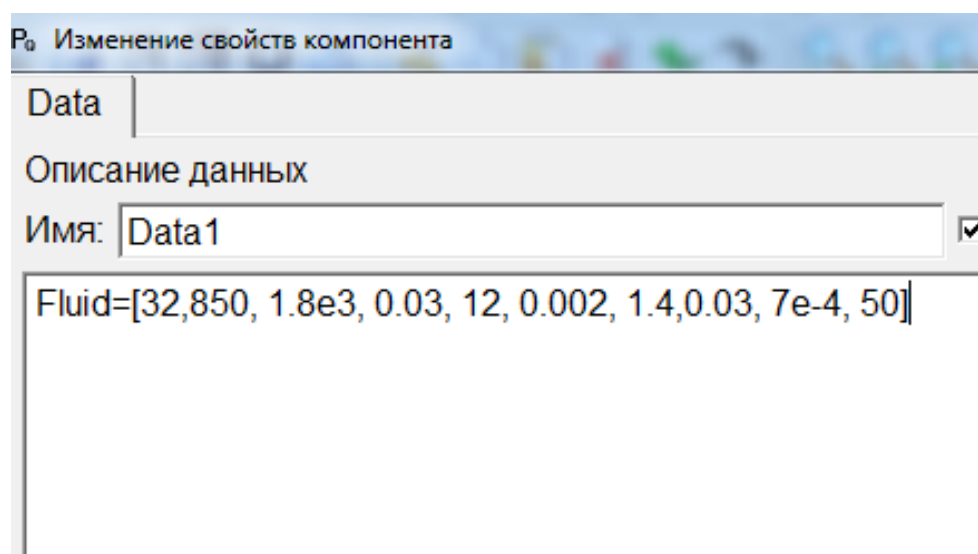 Изменение свойств компонента
Data
Описание данных
Имя: Data1
Fluid=[32,850, 1.8e3, 0.03, 12, 0.002, 1.4,0.03, 7e-4, 50]